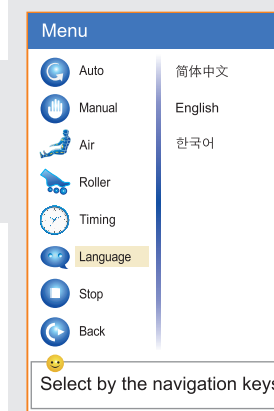 Menu
Auto
Manual
Air
Roller
Timing
Language
Stop
Back
简体中文
English
한국어
Select by the navigation keys